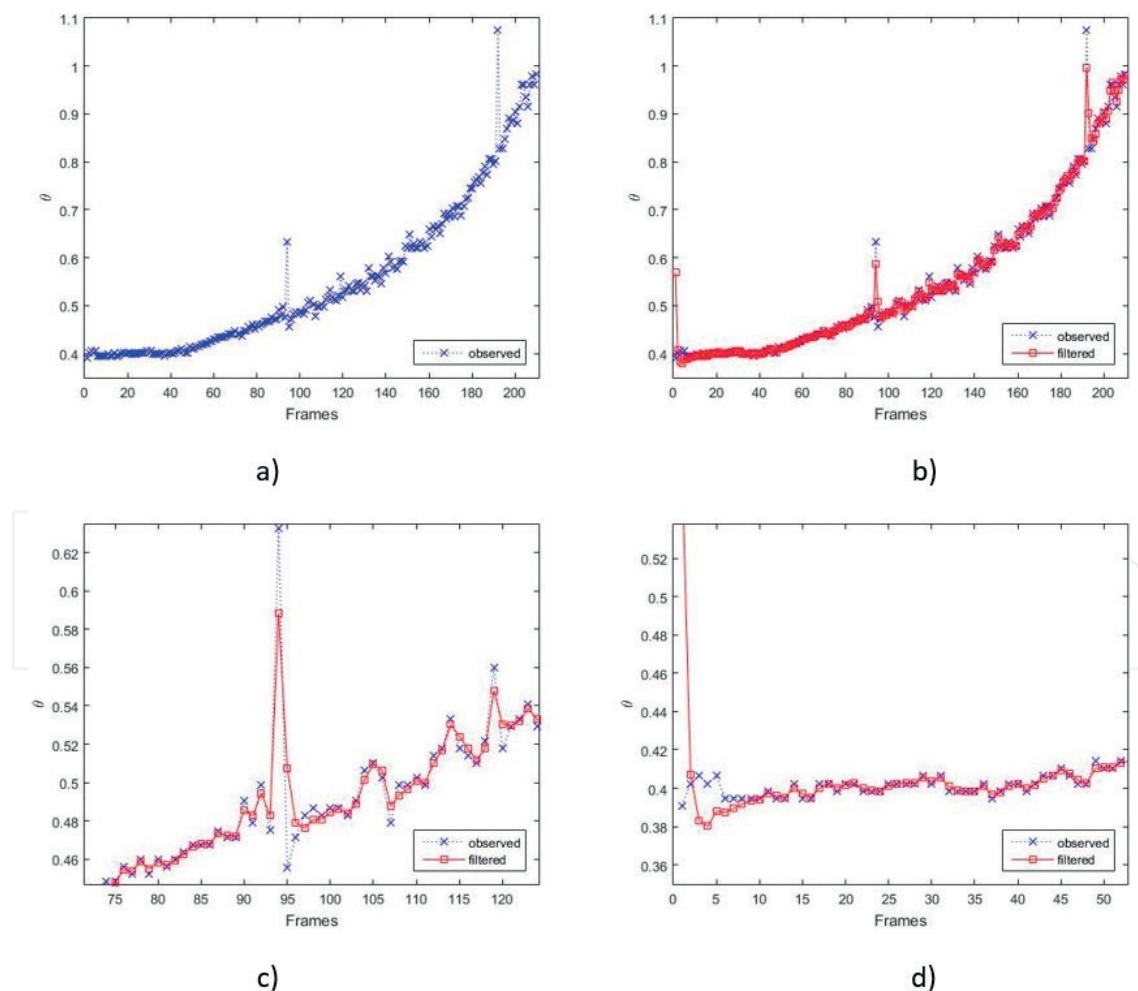 1.1
1
0.9
0.8
0.7
0.6
0.5
0.4
θ
0 20 40 60 80 100 120 140 160 180 200
Frames
observed
a)
1.1
1
0.9
0.8
0.7
0.6
0.5
0.4
θ
0 20 40 60 80 100 120 140 160 180 200
Frames
observed
filtered
b)
0.62
0.6
0.58
0.56
0.54
0.52
0.5
0.48
0.46
θ
75 80 85 90 95 100 105 110 115 120
Frames
observed
filtered
c)
0.52
0.5
0.48
0.46
0.44
0.42
0.4
0.38
0.36
θ
0 5 10 15 20 25 30 35 40 45 50
Frames
observed
filtered
d)